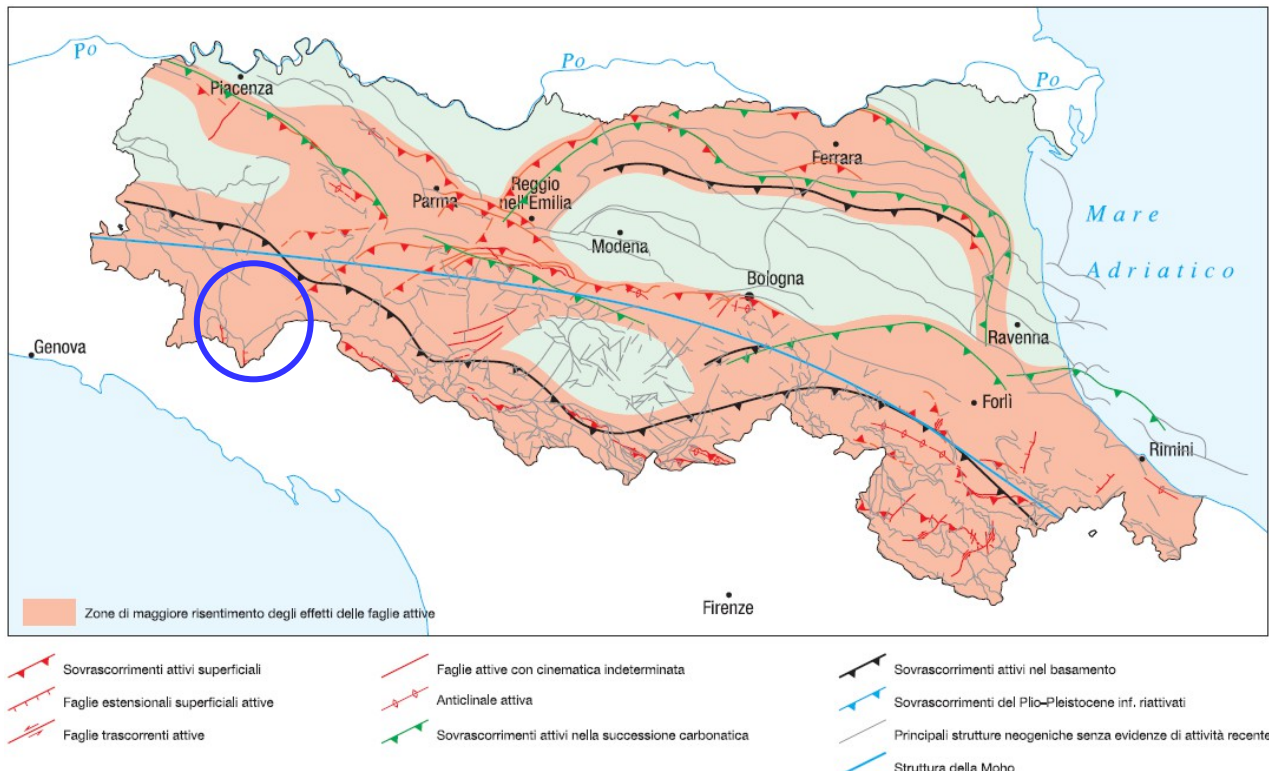 Po
Po
Po
Piacenza
Ferrara
Parma
Reggio
nell'Emilia
Modena
Mare
Adriatico
Bologna
Genova
Ravenna
Forlì
Rimini
Firenze
Zone di maggiore risentimento degli effetti delle faglie attive
Sovrascorrimenti attivi superficiali
Faglie estensionali superficiali attive
Faglie trascorrenti attive
Faglie attive con cinematica indeterminata
Anticlinale attiva
Sovrascorrimenti attivi nella successione carbonatica
Sovrascorrimenti attivi nel basamento
Sovrascorrimenti del Plio–Pleistocene inf. riattivati
Principali strutture neogeniche senza evidenze di attività recente
Struttura della Moho